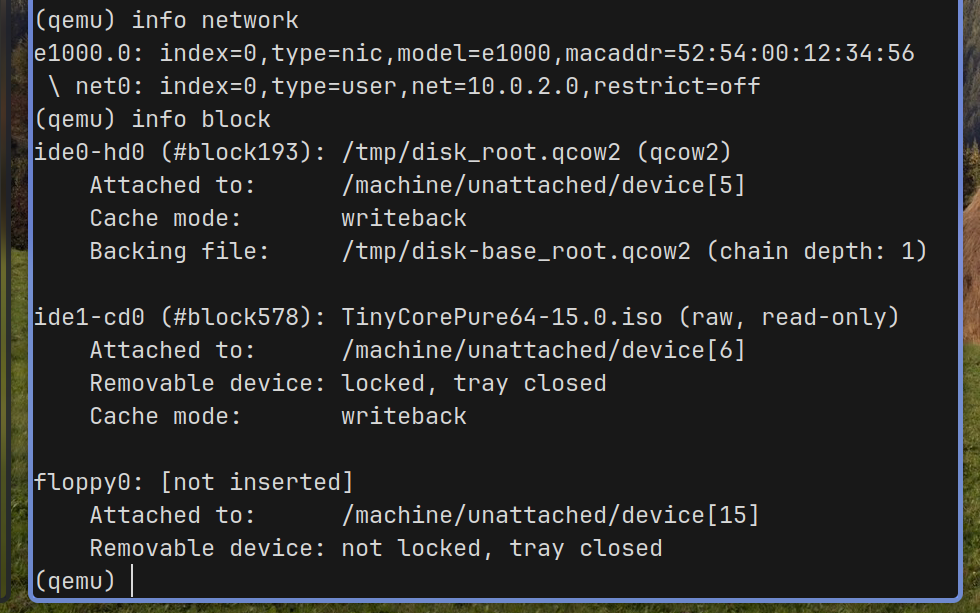 (qemu) info network
e1000.0: index=0,type=nic,model=e1000,macaddr=52:54:00:12:34:56
 \ net0: index=0,type=user,net=10.0.2.0,restrict=off
(qemu) info block
ide0-hd0 (#block193): /tmp/disk_root.qcow2 (qcow2)
    Attached to:      /machine/unattached/device[5]
    Cache mode:       writeback
    Backing file:     /tmp/disk-base_root.qcow2 (chain depth: 1)

ide1-cd0 (#block578): TinyCorePure64-15.0.iso (raw, read-only)
    Attached to:      /machine/unattached/device[6]
    Removable device: locked, tray closed
    Cache mode:       writeback

floppy0: [not inserted]
    Attached to:      /machine/unattached/device[15]
    Removable device: not locked, tray closed
(qemu)